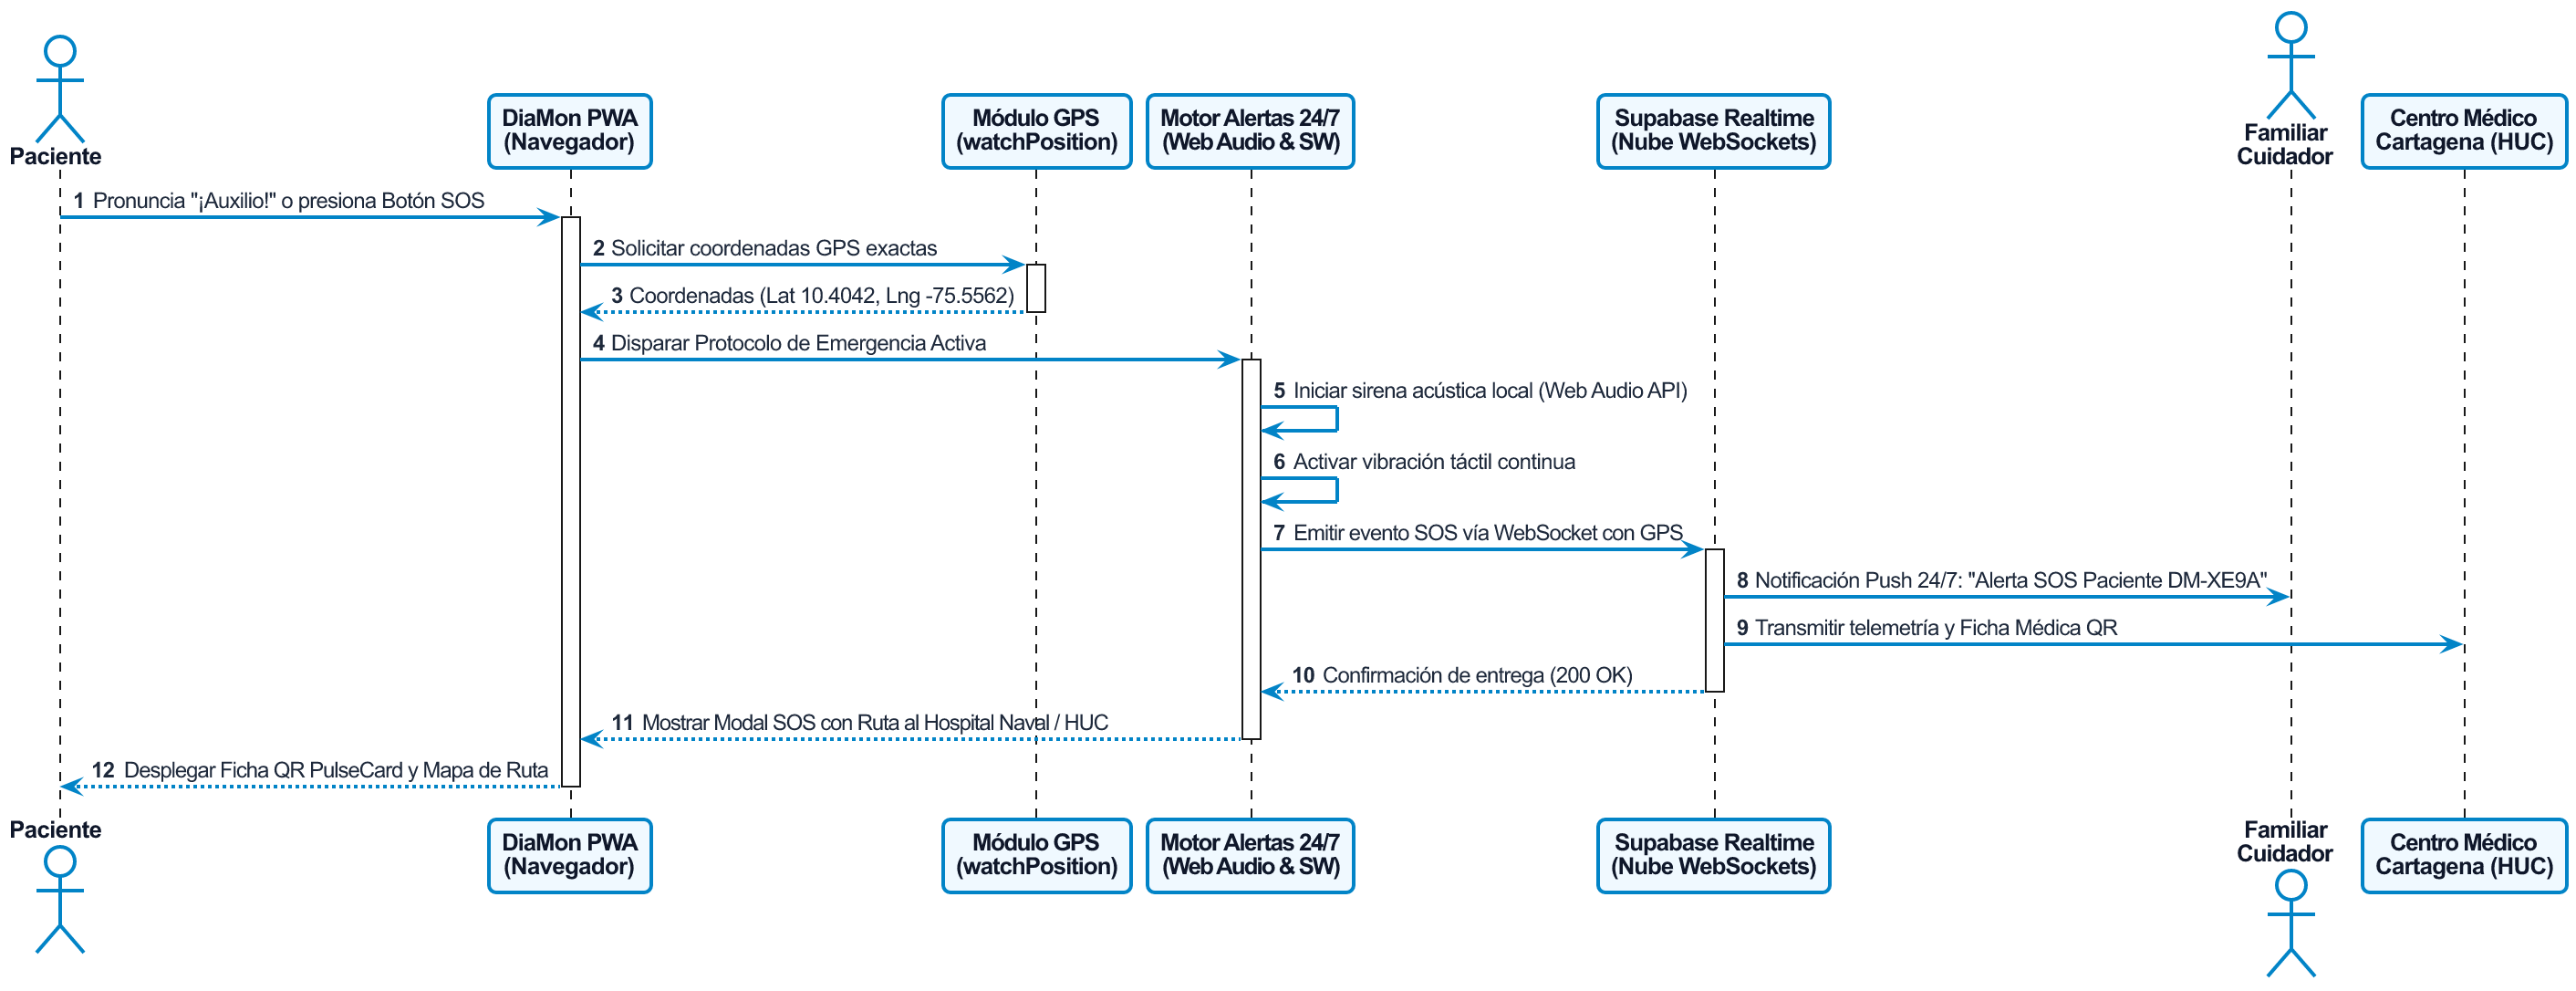 Paciente
DiaMon PWA
(Navegador)
Módulo GPS
(watchPosition)
Motor Alertas 24/7
(Web Audio & SW)
Supabase Realtime
(Nube WebSockets)
Familiar
Cuidador
Centro Médico
Cartagena (HUC)
1 Pronuncia "¡Auxilio!" o presiona Botón SOS
2 Solicitar coordenadas GPS exactas
3 Coordenadas (Lat 10.4042, Lng -75.5562)
4 Disparar Protocolo de Emergencia Activa
5 Iniciar sirena acústica local (Web Audio API)
6 Activar vibración táctil continua
7 Emitir evento SOS vía WebSocket con GPS
8 Notificación Push 24/7: "Alerta SOS Paciente DM-XE9A"
9 Transmitir telemetría y Ficha Médica QR
10 Confirmación de entrega (200 OK)
11 Mostrar Modal SOS con Ruta al Hospital Naval / HUC
12 Desplegar Ficha QR PulseCard y Mapa de Ruta
Paciente
DiaMon PWA
(Navegador)
Módulo GPS
(watchPosition)
Motor Alertas 24/7
(Web Audio & SW)
Supabase Realtime
(Nube WebSockets)
Familiar
Cuidador
Centro Médico
Cartagena (HUC)